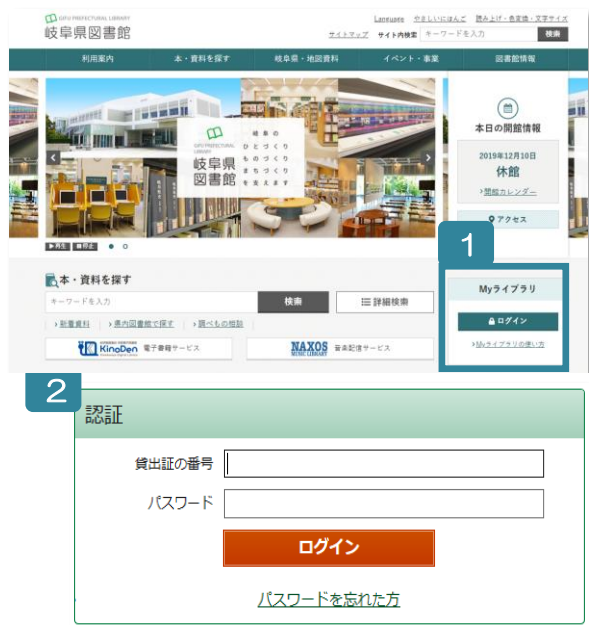 GIFU PREFECTURAL LIBRARY
岐阜県図書館
Language やさしいにほんご 読み上げ・色変換・文字サイズ
サイトマップ サイト内検索 キーワードを入力 検索
利用案内 本・資料を探す 岐阜県・地図資料 イベント・事業 図書館情報
GIFU PREFECTURAL LIBRARY
岐阜県
図書館
岐阜の
ひとづくり
ものづくり
まちづくり
を支えます
本日の開館情報
2019年12月10日
休館
›開館カレンダー
アクセス
▶再生 ■停止
1
本・資料を探す
キーワードを入力 検索 詳細検索
›新着資料 ›県内図書館で探す ›調べもの相談
KinoDen 電子書籍サービス
NAXOS MUSIC LIBRARY 音楽配信サービス
Myライブラリ
ログイン
›Myライブラリの使い方
2
認証
貸出証の番号
パスワード
ログイン
パスワードを忘れた方